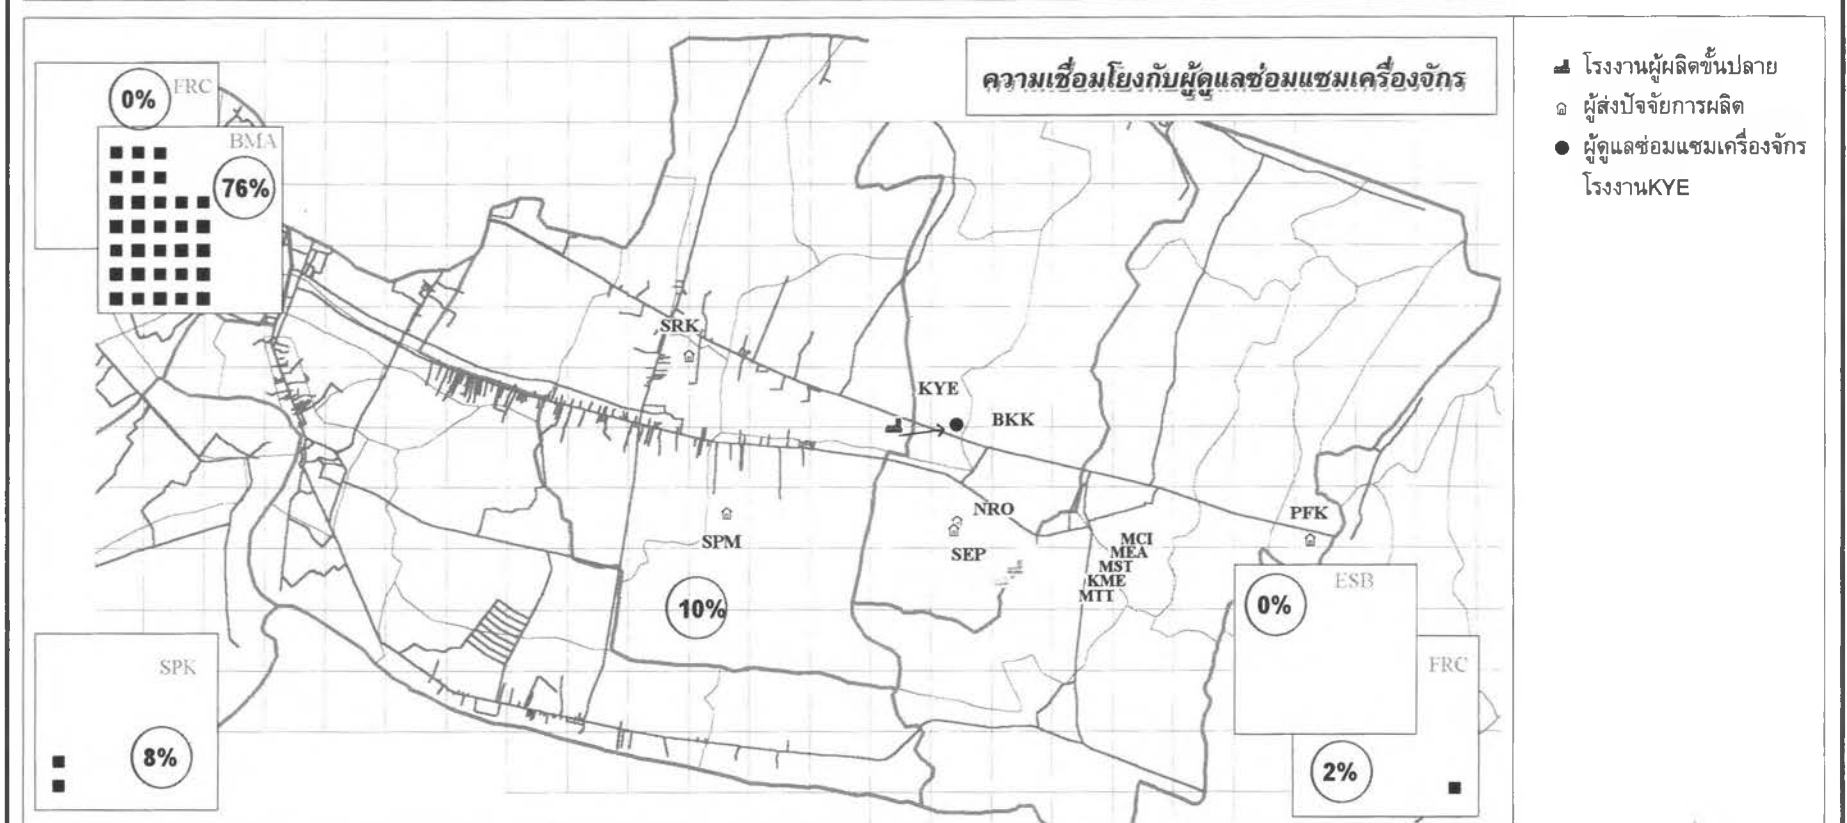 ความเชื่อมโยงกับผู้ดูแลซ่อมแซมเครื่องจักร
โรงงานผู้ผลิตขั้นปลาย
ผู้ส่งปัจจัยการผลิต
ผู้ดูแลซ่อมแซมเครื่องจักร
โรงงานKYE
0%
FRC
BMA
76%
SRK
KYE
BKK
NRO
SPM
SEP
PFK
MCI
MEA
MST
KME
MTT
10%
ESB
0%
FRC
2%
SPK
8%